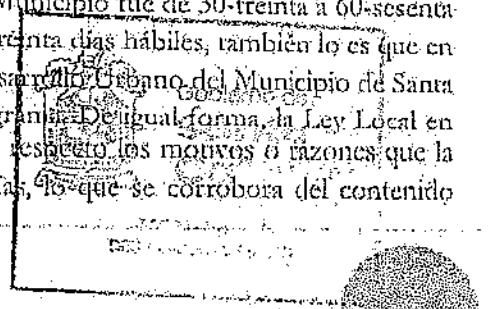 Municipio fue de 30-treinta a 60-sesenta
treinta días hábiles, también lo es que en
sarrollo Urbano del Municipio de Santa
grama. De igual forma, la Ley Local en
respecto los motivos o razones que la
as, lo que se corrobora del contenido